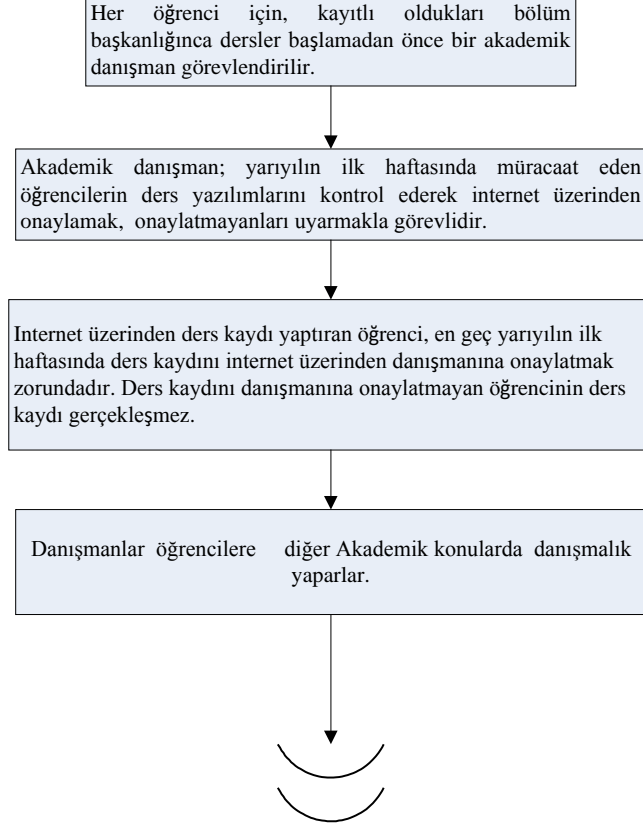 Her öğrenci için, kayıtlı oldukları bölüm
başkanlığınca dersler başlamadan önce bir akademik
danışman görevlendirilir.
Akademik danışman; yarıyılın ilk haftasında müracaat eden
öğrencilerin ders yazılımlarını kontrol ederek internet üzerinden
onaylamak, onaylatmayanları uyarmakla görevlidir.
Internet üzerinden ders kaydı yaptıran öğrenci, en geç yarıyılın ilk
haftasında ders kaydını internet üzerinden danışmanına onaylatmak
zorundadır. Ders kaydını danışmanına onaylatmayan öğrencinin ders
kaydı gerçekleşmez.
Danışmanlar öğrencilere diğer Akademik konularda danışmalık
yaparlar.